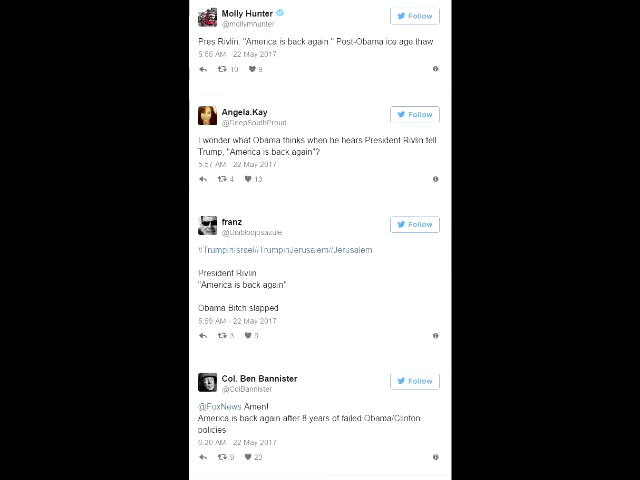 Molly Hunter
@mollymhunter
Follow
Pres Rivlin. "America is back again." Post-Obama ice age thaw.
5:55 AM - 22 May 2017
10 9
Angela.Kay
@DeepSouthProud
Follow
I wonder what Obama thinks when he hears President Rivlin tell
Trump, "America is back again"?
5:57 AM - 22 May 2017
4 13
franz
@Diablodjosazule
Follow
#TrumpinIsrael#TrumpinJerusalem#Jerusalem
President Rivlin
"America is back again"
Obama Bitch slapped
5:59 AM - 22 May 2017
3 5
Col. Ben Bannister
@ColBannister
Follow
@FoxNews Amen!
America is back again after 8 years of failed Obama/Clinton
policies
6:20 AM - 22 May 2017
9 23